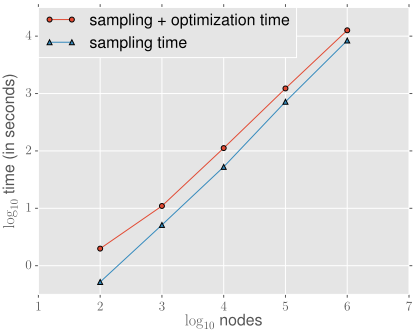 sampling + optimization time
sampling time
4
3
2
1
0
log10 time (in seconds)
1 2 3 4 5 6 7
log10 nodes